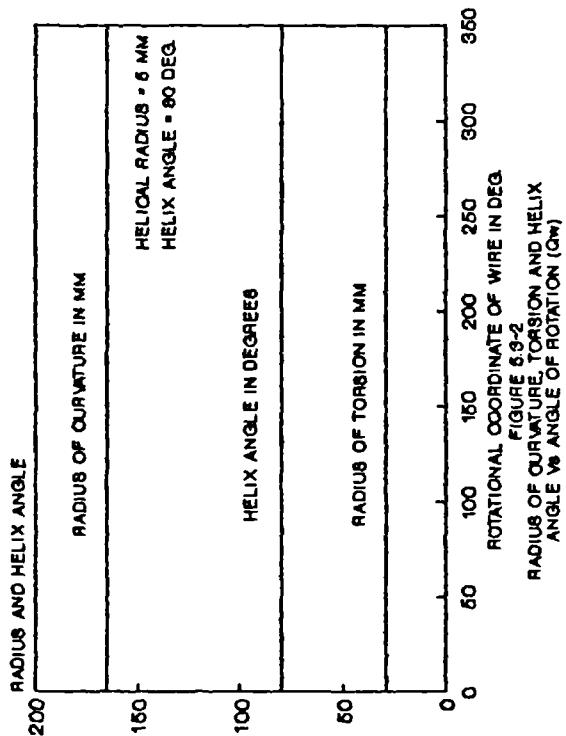 RADIUS AND HELIX ANGLE
200
150
100
50
0
RADIUS OF CURVATURE IN MM
HELICAL RADIUS = 5 MM
HELIX ANGLE = 80 DEG.
HELIX ANGLE IN DEGREES
RADIUS OF TORSION IN MM
0 50 100 150 200 250 300 350
ROTATIONAL COORDINATE OF WIRE IN DEG.
FIGURE 5.3-2
RADIUS OF CURVATURE, TORSION AND HELIX
ANGLE Vs ANGLE OF ROTATION (Qw)